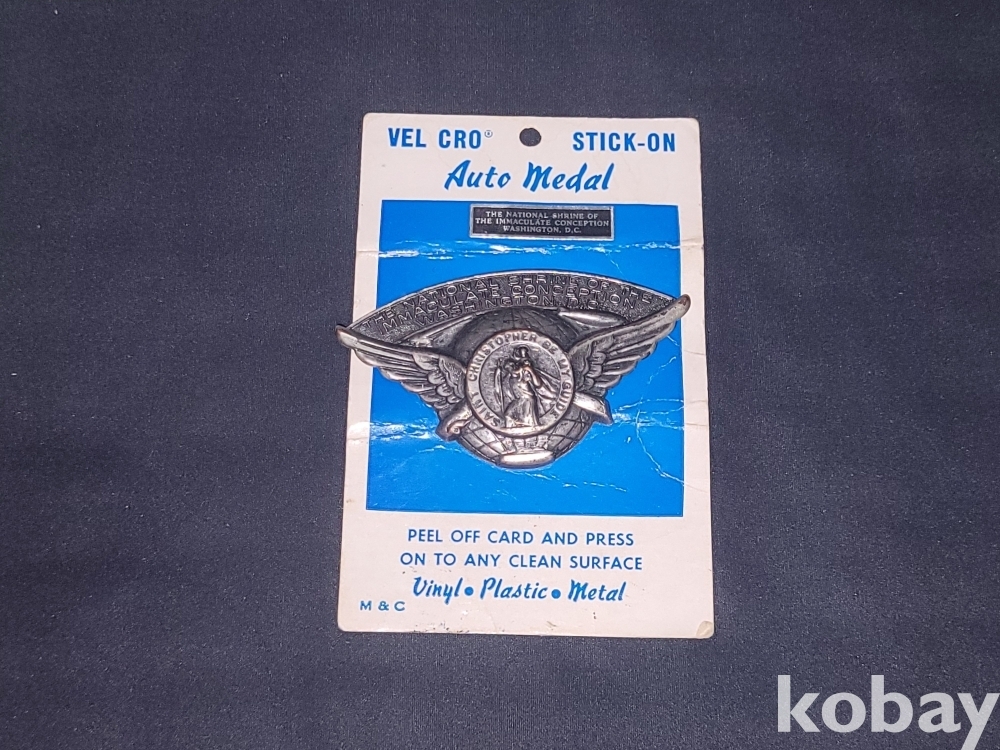 VEL CRO® STICK-ON
Auto Medal
THE NATIONAL SHRINE OF
THE IMMACULATE CONCEPTION
WASHINGTON, D.C.
THE NATIONAL SHRINE OF THE
IMMACULATE CONCEPTION
WASHINGTON, D.C.
SAINT CHRISTOPHER BE MY GUIDE
PEEL OFF CARD AND PRESS
ON TO ANY CLEAN SURFACE
Vinyl • Plastic • Metal
M & C
kobay